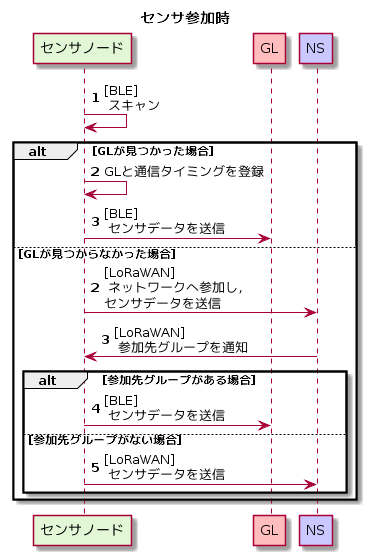 センサ参加時
センサノード GL NS
1 [BLE]
スキャン
alt [GLが見つかった場合]
2 GLと通信タイミングを登録
3 [BLE]
センサデータを送信
[GLが見つからなかった場合]
2 [LoRaWAN]
ネットワークへ参加し,
センサデータを送信
3 [LoRaWAN]
参加先グループを通知
alt [参加先グループがある場合]
4 [BLE]
センサデータを送信
[参加先グループがない場合]
5 [LoRaWAN]
センサデータを送信
センサノード GL NS